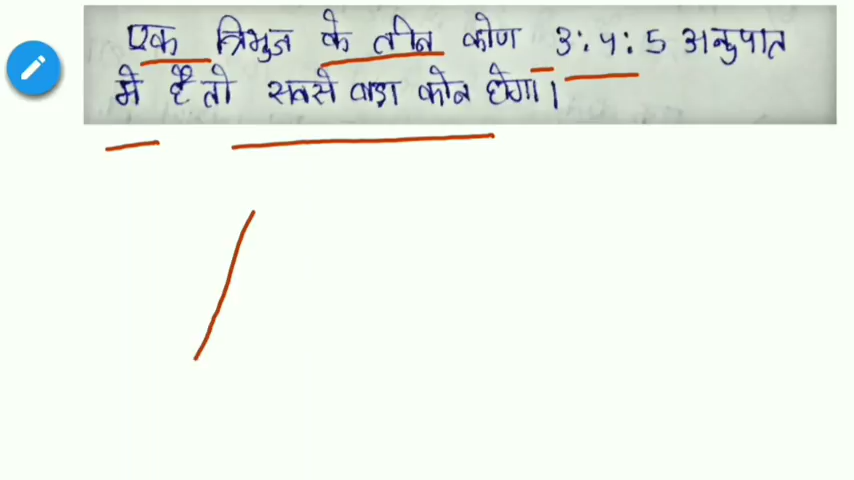 एक त्रिभुज के तीन कोण 3:4:5 अनुपात
में है तो सबसे बड़ा कोन होगा।